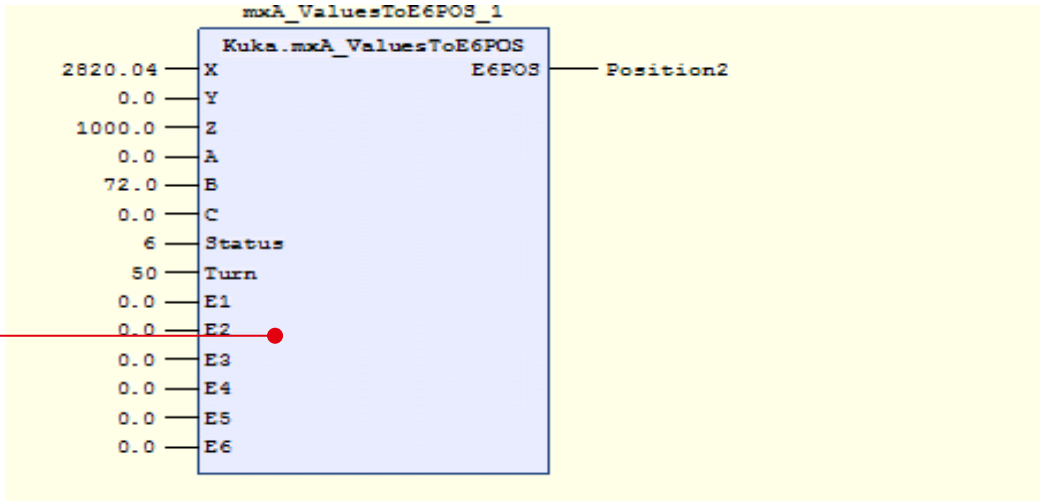 mxA_ValuesToE6POS_1
Kuka.mxA_ValuesToE6POS
2820.04 X E6POS Position2
0.0 Y
1000.0 Z
0.0 A
72.0 B
0.0 C
6 Status
50 Turn
0.0 E1
0.0 E2
0.0 E3
0.0 E4
0.0 E5
0.0 E6